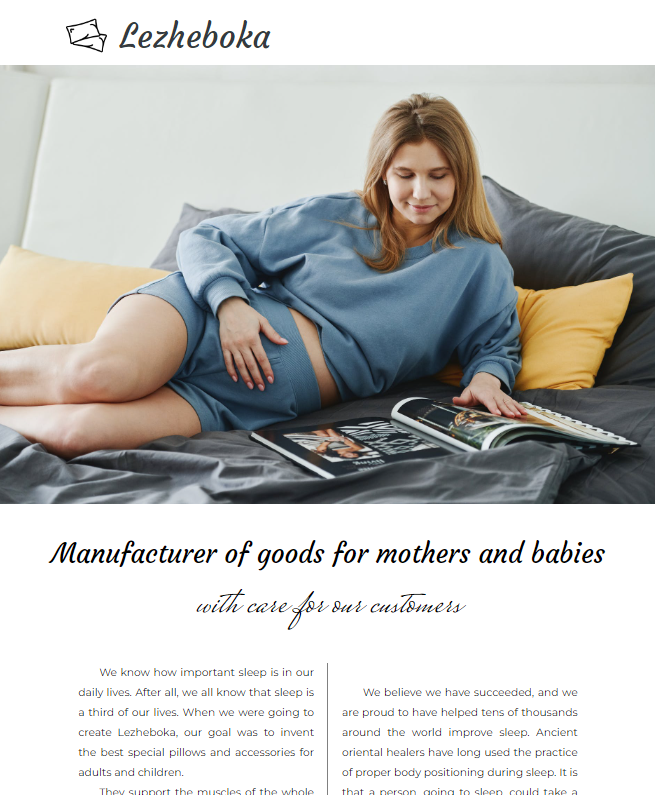 Lezheboka
Manufacturer of goods for mothers and babies
with care for our customers
We know how important sleep is in our
daily lives. After all, we all know that sleep is
a third of our lives. When we were going to
create Lezheboka, our goal was to invent
the best special pillows and accessories for
adults and children.
They support the muscles of the whole
We believe we have succeeded, and we
are proud to have helped tens of thousands
around the world improve sleep. Ancient
oriental healers have long used the practice
of proper body positioning during sleep. It is
that a person, going to sleep, could take a